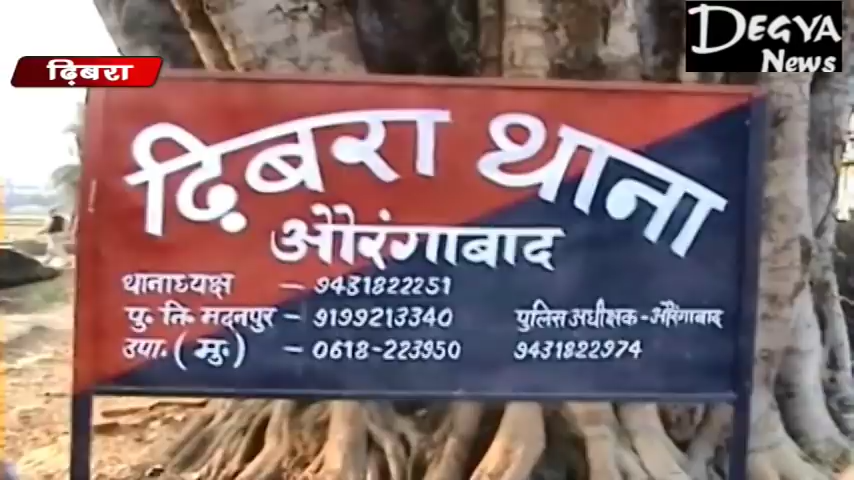 DEGYA
News
ढ़िबरा
ढ़िबरा थाना
औरंगाबाद
थानाध्यक्ष - 9431822251
पु. नि. मदनपुर - 9199213340
उपा. (मु.) - 0618-223950
पुलिस अधीक्षक - औरंगाबाद
9431822974